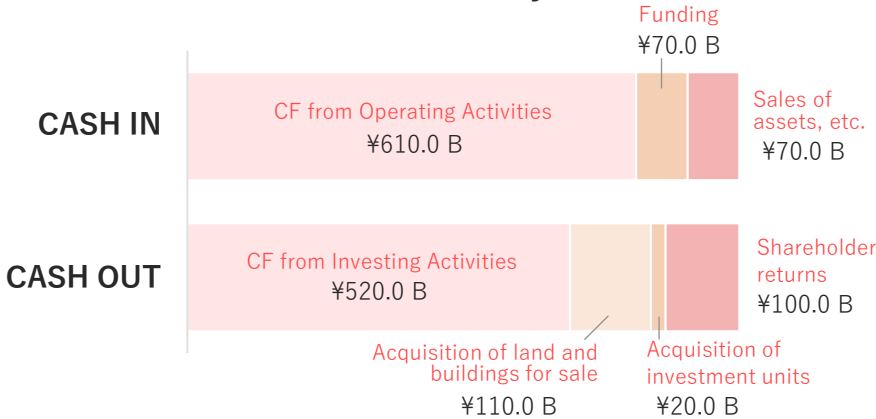 Funding
¥70.0 B
CASH IN
CF from Operating Activities
¥610.0 B
Sales of
assets, etc.
¥70.0 B
CASH OUT
CF from Investing Activities
¥520.0 B
Shareholder
returns
¥100.0 B
Acquisition of land and
buildings for sale
¥110.0 B
Acquisition of
investment units
¥20.0 B